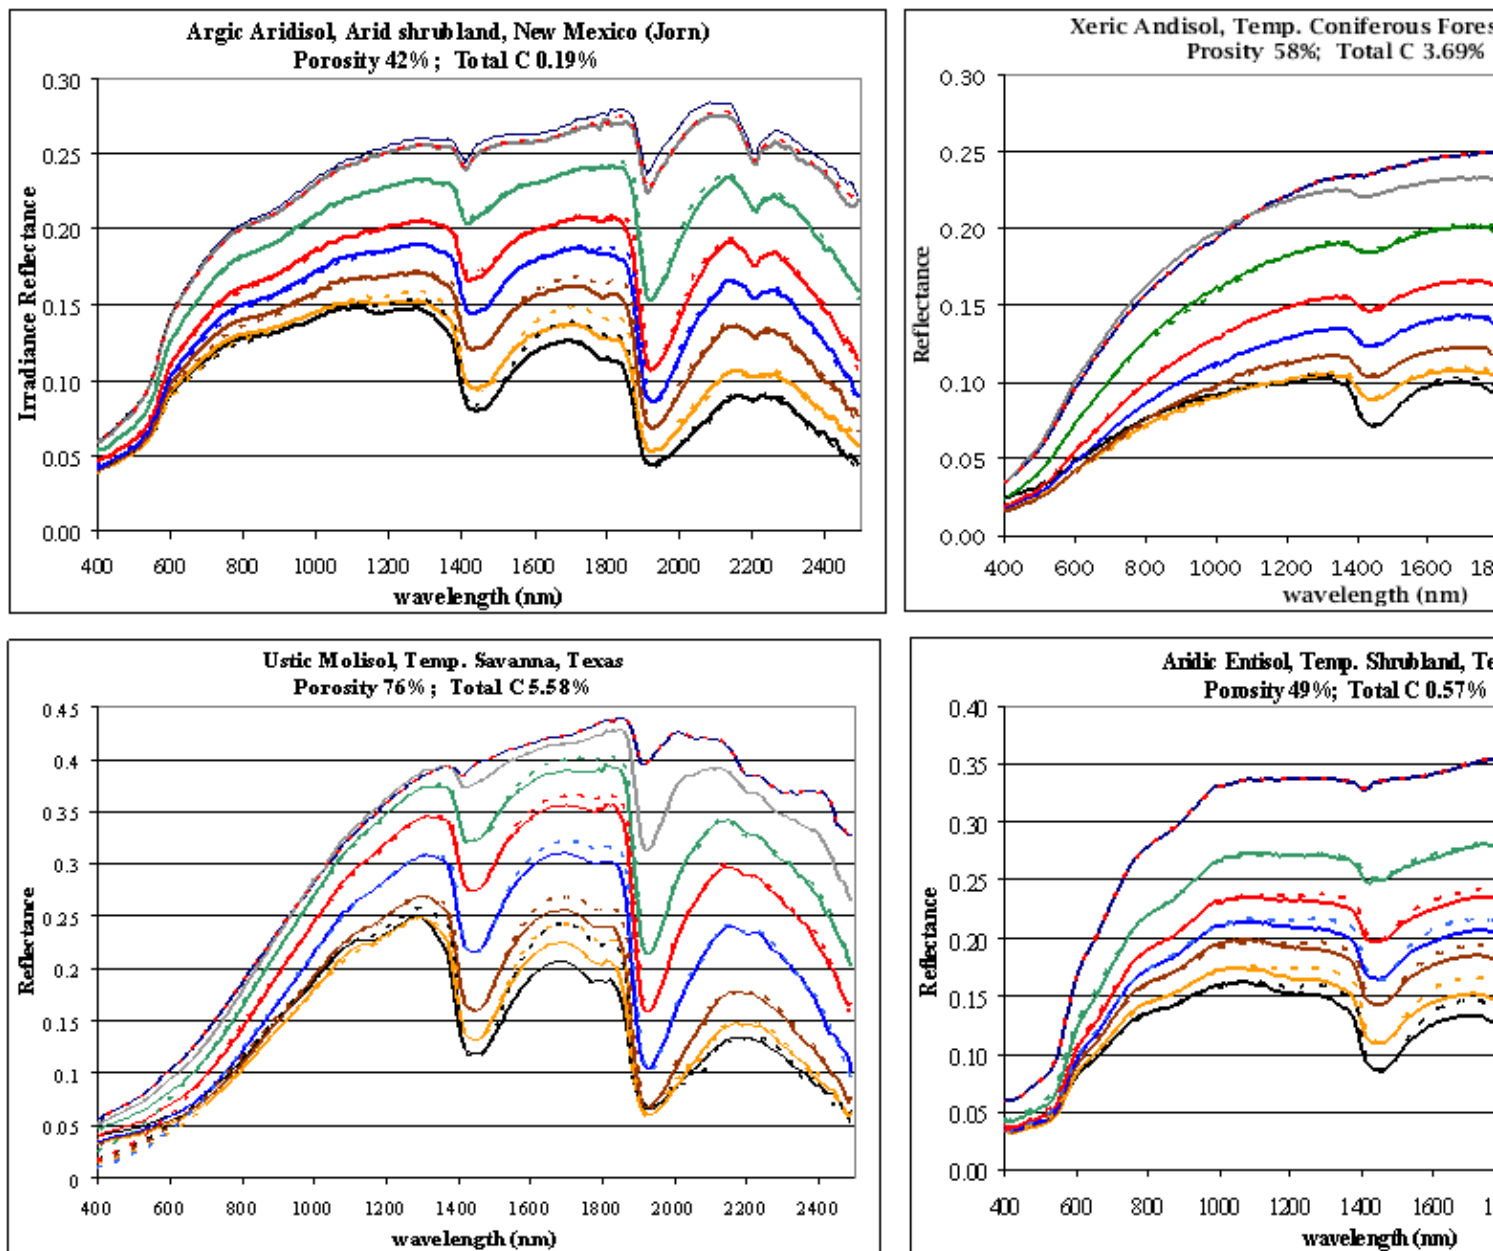 Argic Aridisol, Arid shrubland, New Mexico (Jorn)
Porosity 42% ; Total C 0.19%
0.30
0.25
0.20
0.15
0.10
0.05
0.00
Irradiance Reflectance
400 600 800 1000 1200 1400 1600 1800 2000 2200 2400
wavelength (nm)
Xeric Andisol, Temp. Coniferous Fores
Prosity 58%; Total C 3.69%
0.30
0.25
0.20
0.15
0.10
0.05
0.00
Reflectance
400 600 800 1000 1200 1400 1600 18
wavelength (nm)
Ustic Molisol, Temp. Savanna, Texas
Porosity 76% ; Total C 5.58%
0.45
0.4
0.35
0.3
0.25
0.2
0.15
0.1
0.05
0
Reflectance
400 600 800 1000 1200 1400 1600 1800 2000 2200 2400
wavelength (nm)
Aridic Entisol, Temp. Shrubland, Te
Porosity 49%; Total C 0.57%
0.40
0.35
0.30
0.25
0.20
0.15
0.10
0.05
0.00
Reflectance
400 600 800 1000 1200 1400 1600 1
wavelength (nm)